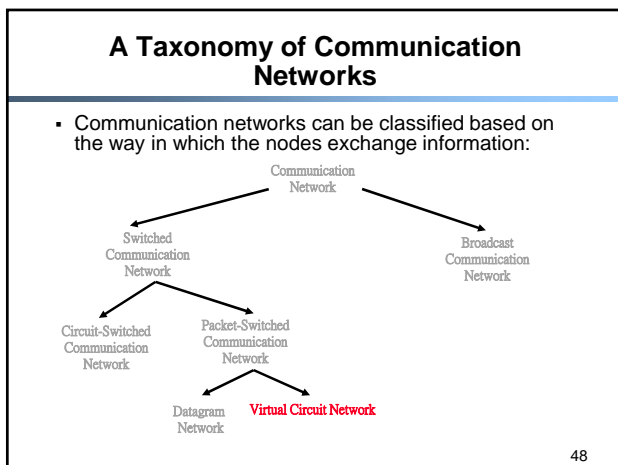 A Taxonomy of Communication
Networks
▪ Communication networks can be classified based on
the way in which the nodes exchange information:
Communication
Network
Switched
Communication
Network
Broadcast
Communication
Network
Circuit-Switched
Communication
Network
Packet-Switched
Communication
Network
Datagram
Network
Virtual Circuit Network
48